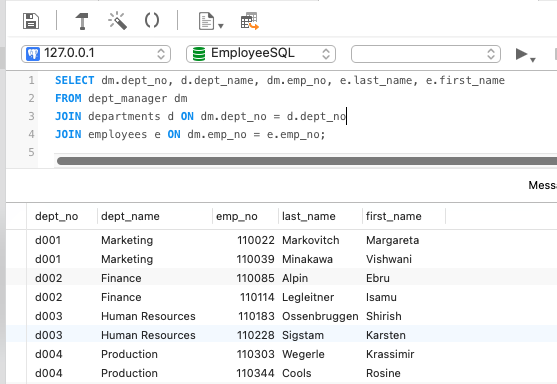 127.0.0.1 EmployeeSQL
1 SELECT dm.dept_no, d.dept_name, dm.emp_no, e.last_name, e.first_name
2 FROM dept_manager dm
3 JOIN departments d ON dm.dept_no = d.dept_no
4 JOIN employees e ON dm.emp_no = e.emp_no;
5
Messa
dept_no dept_name emp_no last_name first_name
d001 Marketing 110022 Markovitch Margareta
d001 Marketing 110039 Minakawa Vishwani
d002 Finance 110085 Alpin Ebru
d002 Finance 110114 Legleitner Isamu
d003 Human Resources 110183 Ossenbruggen Shirish
d003 Human Resources 110228 Sigstam Karsten
d004 Production 110303 Wegerle Krassimir
d004 Production 110344 Cools Rosine